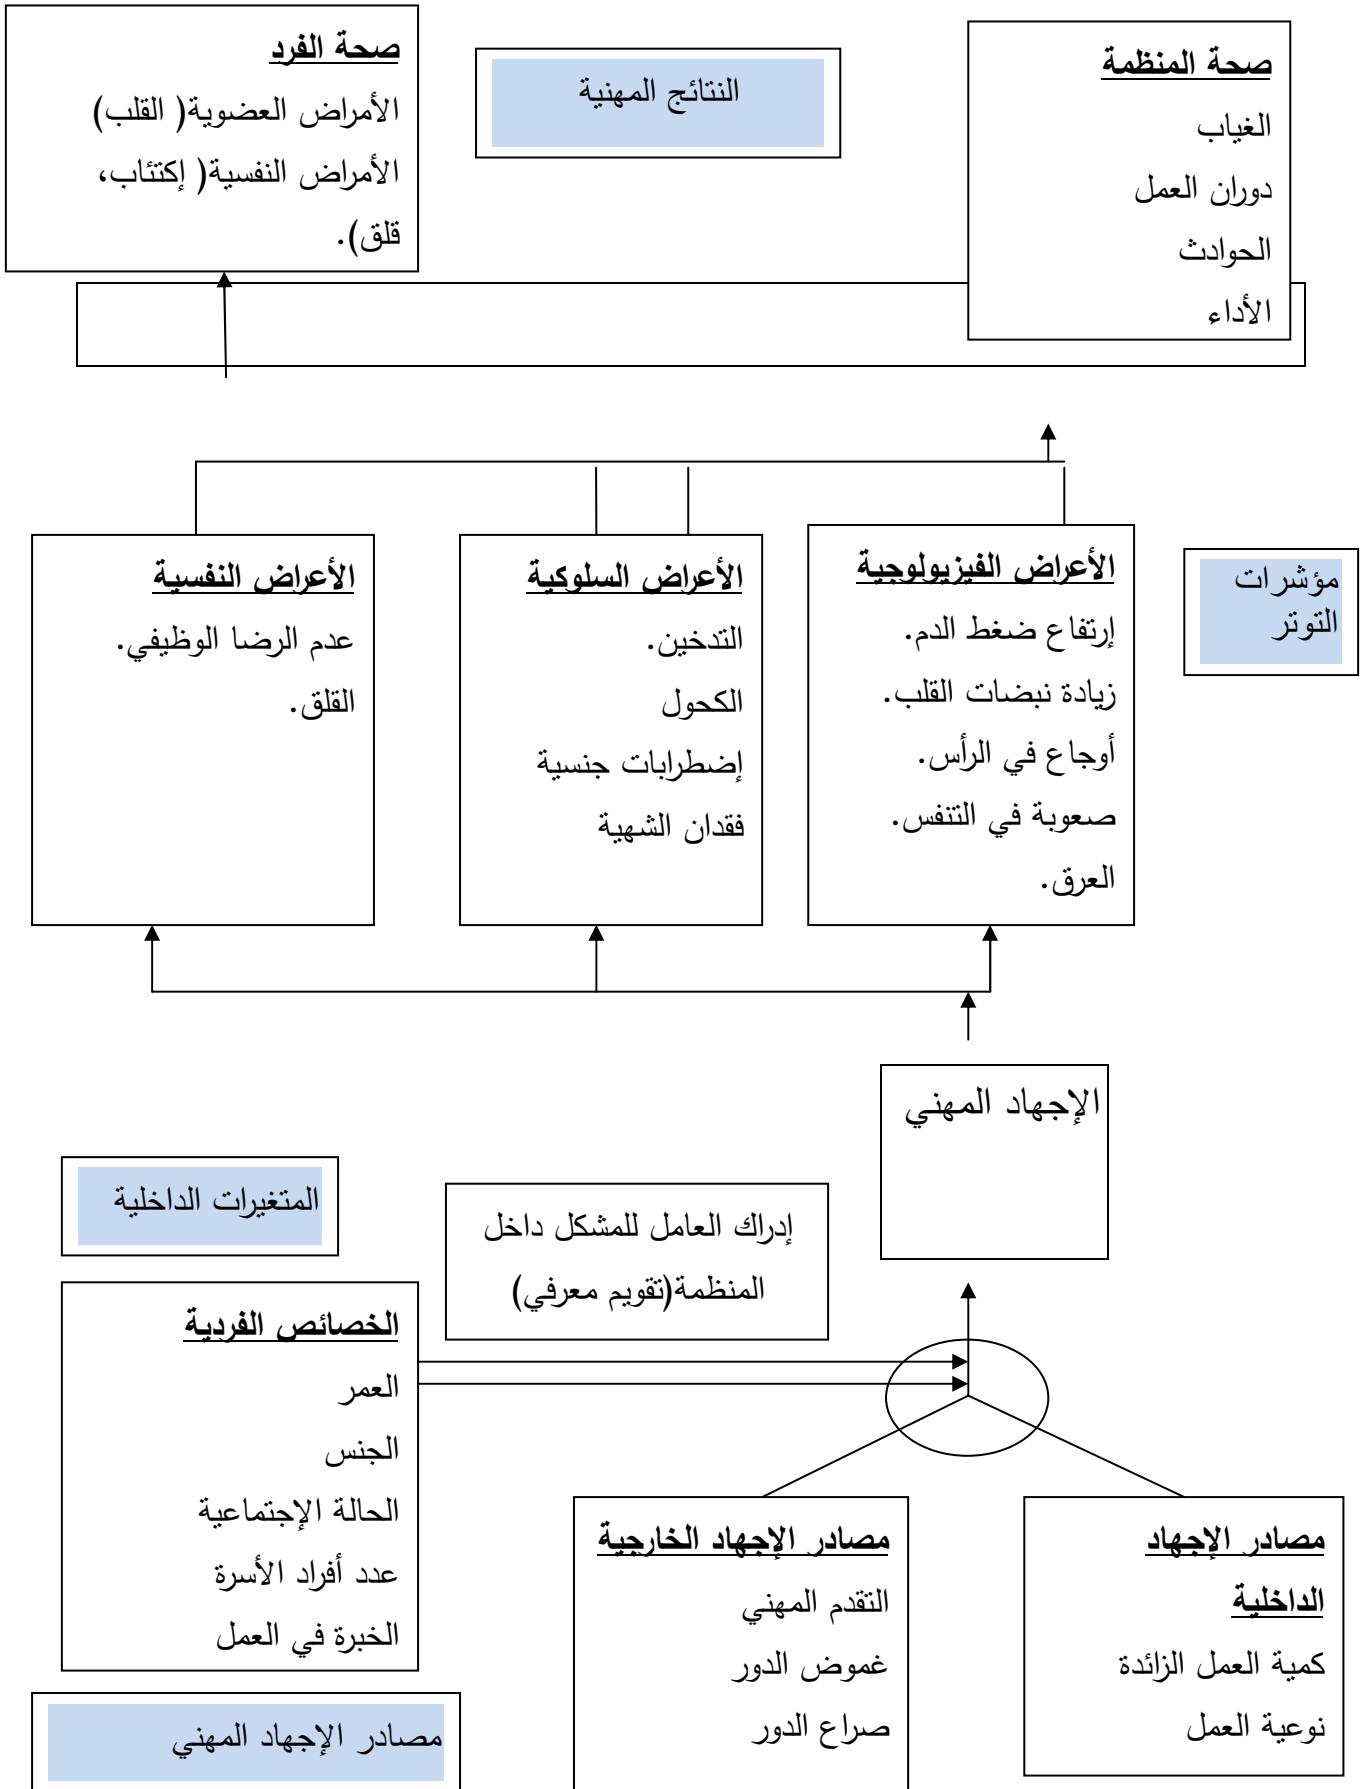 صحة المنظمة
الغياب
دوران العمل
الحوادث
الأداء
النتائج المهنية
صحة الفرد
الأمراض العضوية( القلب)
الأمراض النفسية( إكتئاب،
قلق).
مؤشرات
التوتر
الأعراض الفيزيولوجية
إرتفاع ضغط الدم.
زيادة نبضات القلب.
أوجاع في الرأس.
صعوبة في التنفس.
العرق.
الأعراض السلوكية
التدخين.
الكحول
إضطرابات جنسية
فقدان الشهية
الأعراض النفسية
عدم الرضا الوظيفي.
القلق.
الإجهاد المهني
إدراك العامل للمشكل داخل
المنظمة(تقويم معرفي)
المتغيرات الداخلية
الخصائص الفردية
العمر
الجنس
الحالة الإجتماعية
عدد أفراد الأسرة
الخبرة في العمل
مصادر الإجهاد
الداخلية
كمية العمل الزائدة
نوعية العمل
مصادر الإجهاد الخارجية
التقدم المهني
غموض الدور
صراع الدور
مصادر الإجهاد المهني